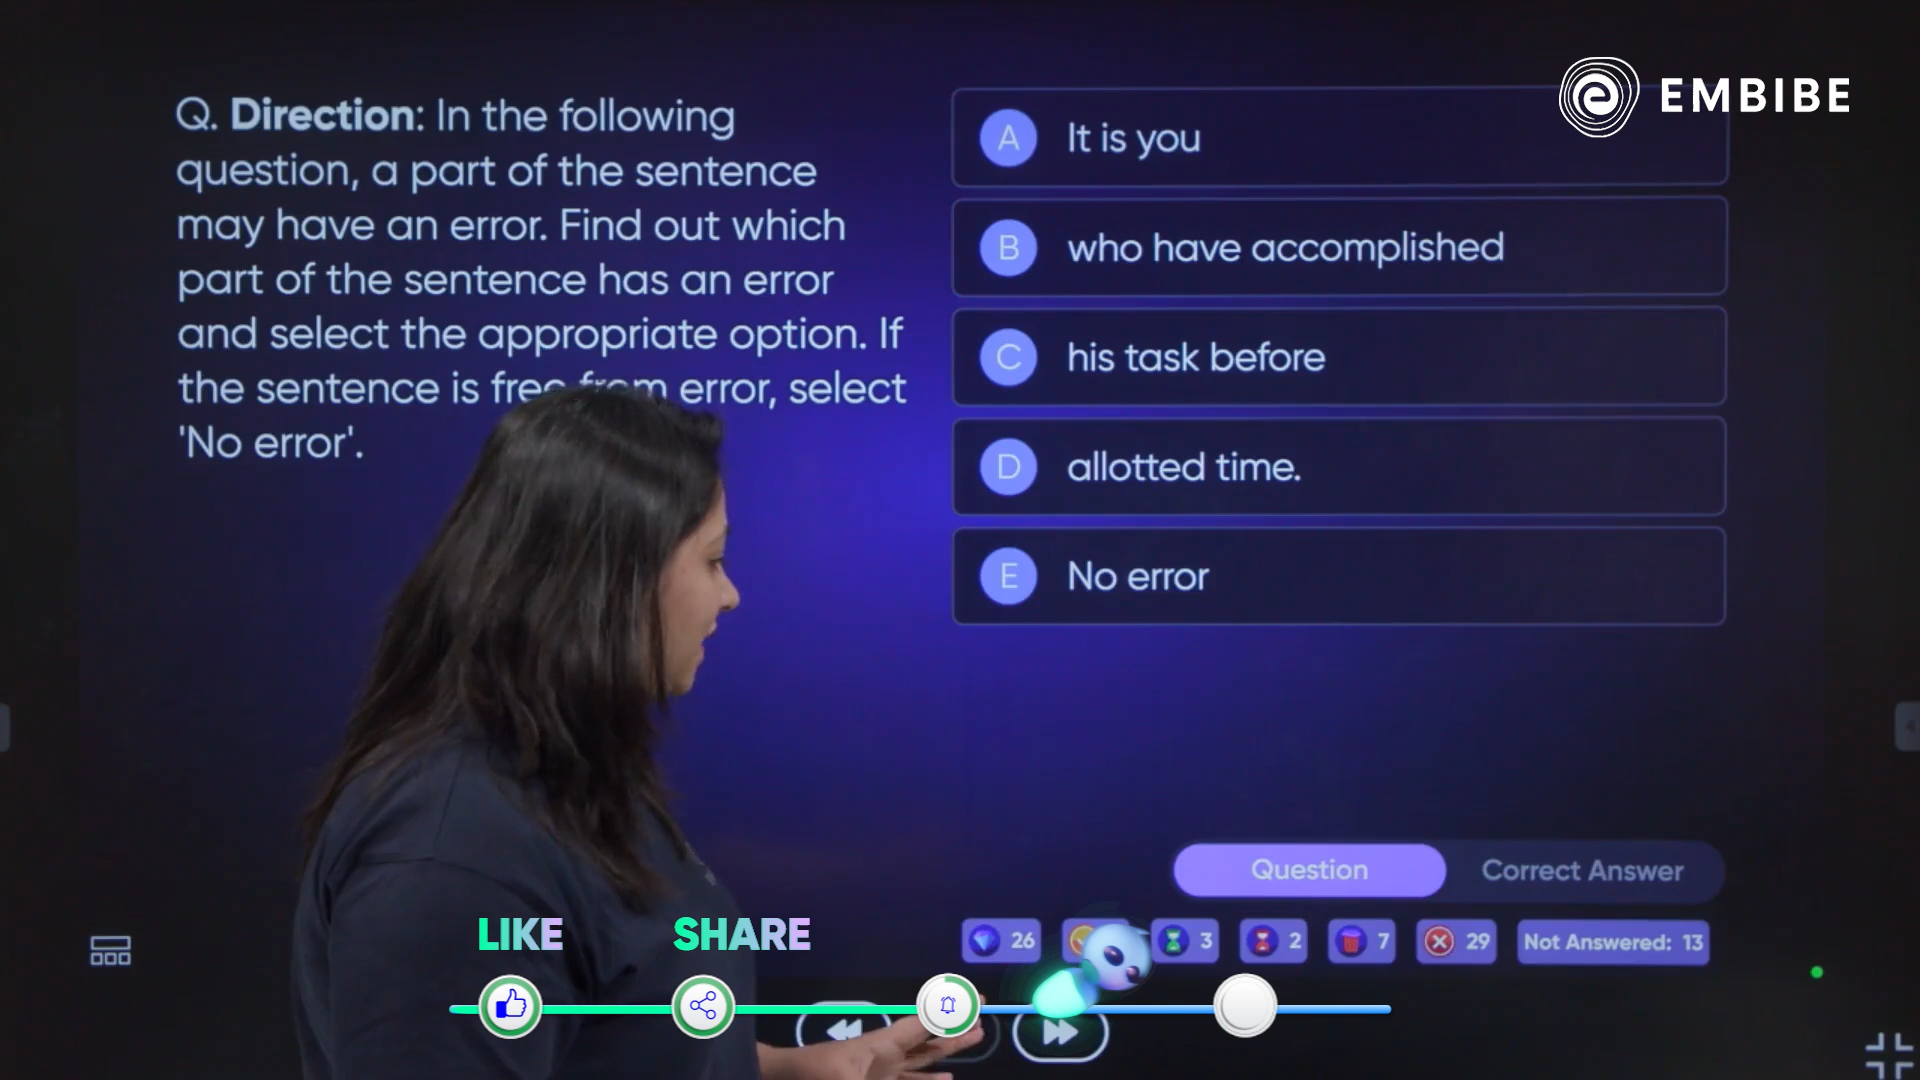 EMBIBE
Q. Direction: In the following
question, a part of the sentence
may have an error. Find out which
part of the sentence has an error
and select the appropriate option. If
the sentence is free from error, select
'No error'.
A It is you
B who have accomplished
C his task before
D allotted time.
E No error
Question Correct Answer
LIKE SHARE
26 3 2 7 29 Not Answered: 13